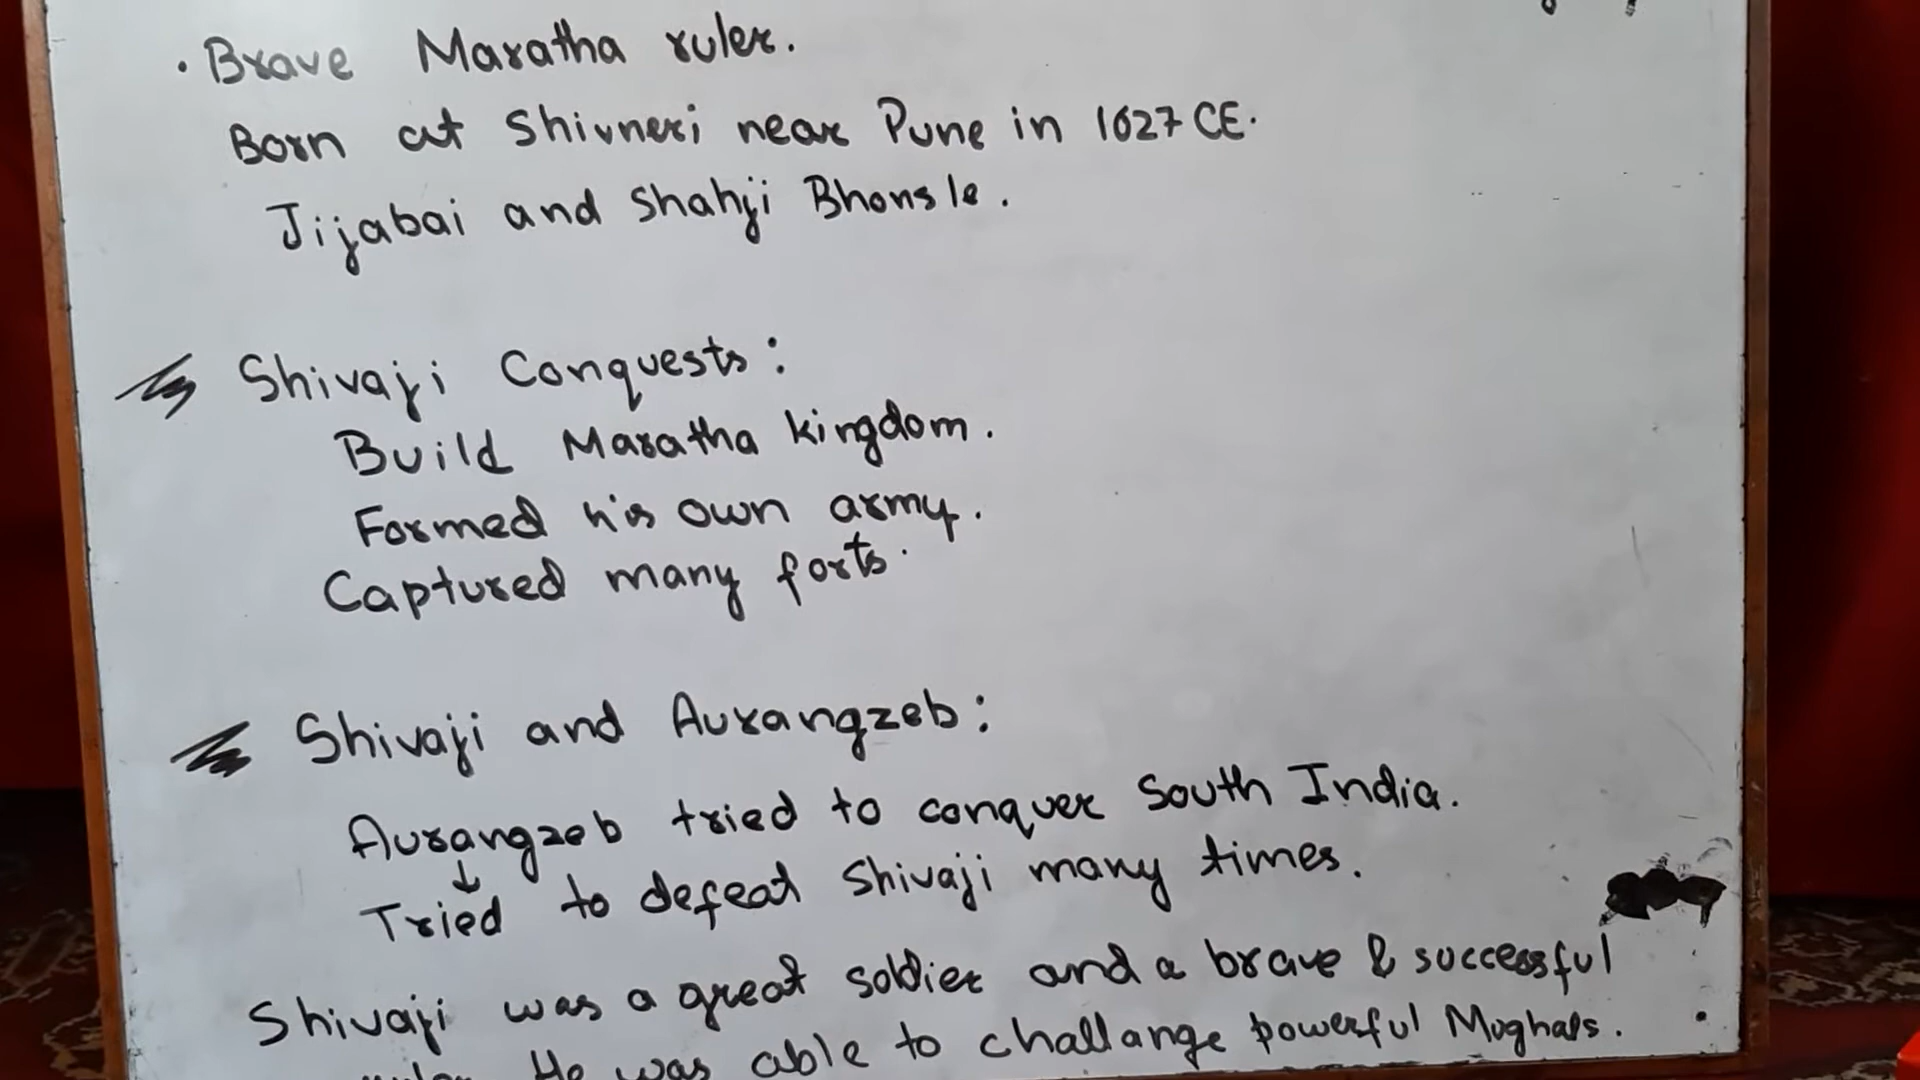 • Brave Maratha ruler.
Born at Shivneri near Pune in 1627 CE.
Jijabai and Shahji Bhonsle.
Shivaji Conquests:
Build Maratha kingdom.
Formed his own army.
Captured many forts.
Shivaji and Aurangzeb:
Aurangzeb tried to conquer South India.
↓
Tried to defeat Shivaji many times.
Shivaji was a great soldier and a brave & successful
ruler. He was able to challange powerful Mughals.